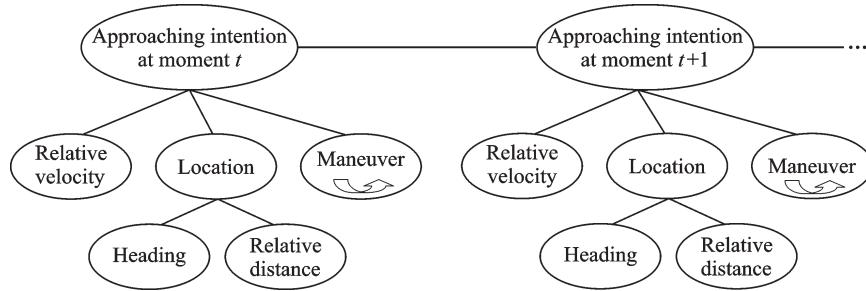 Approaching intention
at moment t
Approaching intention
at moment t+1
...
Relative
velocity
Location
Maneuver
Relative
velocity
Location
Maneuver
Heading
Relative
distance
Heading
Relative
distance